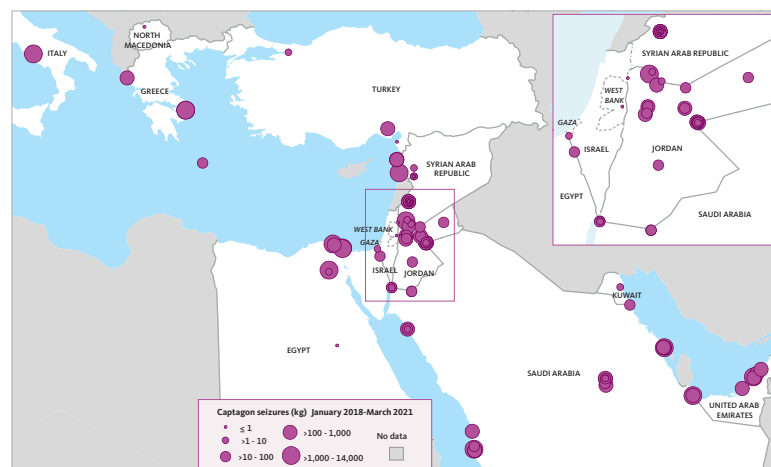 NORTH
MACEDONIA
ITALY
GREECE
TURKEY
SYRIAN ARAB
REPUBLIC
WEST BANK
GAZA
ISRAEL
JORDAN
EGYPT
SAUDI ARABIA
KUWAIT
UNITED ARAB
EMIRATES
SYRIAN ARAB REPUBLIC
WEST
BANK
GAZA
ISRAEL
JORDAN
EGYPT
SAUDI ARABIA
Captagon seizures (kg) January 2018-March 2021
≤ 1
>1 - 10
>10 - 100
>100 - 1,000
>1,000 - 14,000
No data